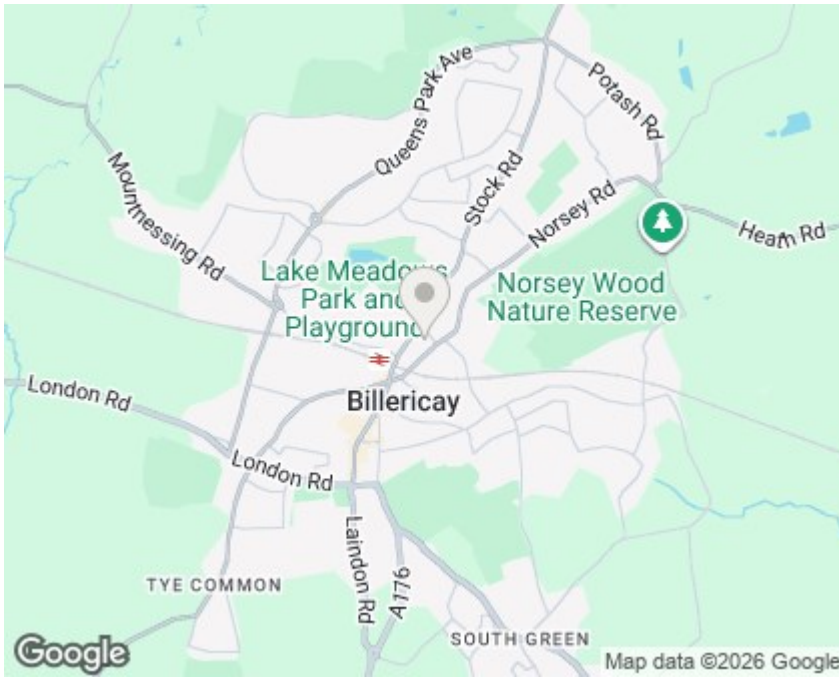 Queens Park Ave
Potash Rd
Stock Rd
Mountnessing Rd
Norsey Rd
Heath Rd
Lake Meadows
Park and
Playground
Norsey Wood
Nature Reserve
London Rd
Billericay
London Rd
Laindon Rd
A176
TYE COMMON
SOUTH GREEN
Google
Map data ©2026 Google